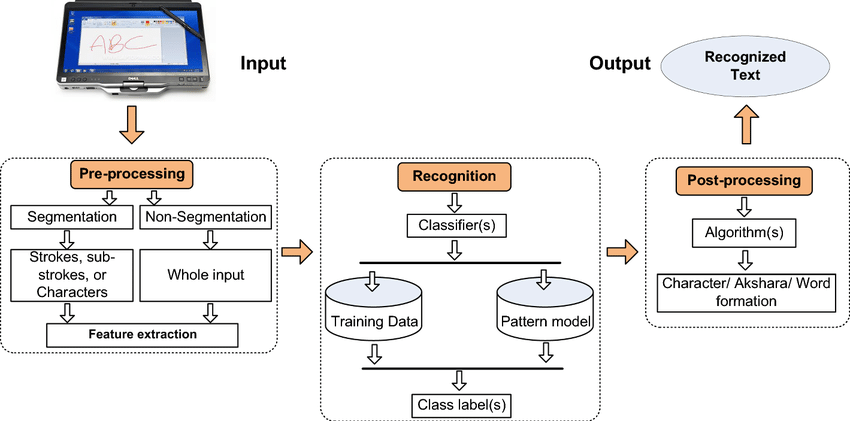 ABC
DELL
Input
Output
Recognized
Text
Pre-processing
Segmentation
Non-Segmentation
Strokes, sub-
strokes, or
Characters
Whole input
Feature extraction
Recognition
Classifier(s)
Training Data
Pattern model
Class label(s)
Post-processing
Algorithm(s)
Character/ Akshara/ Word
formation